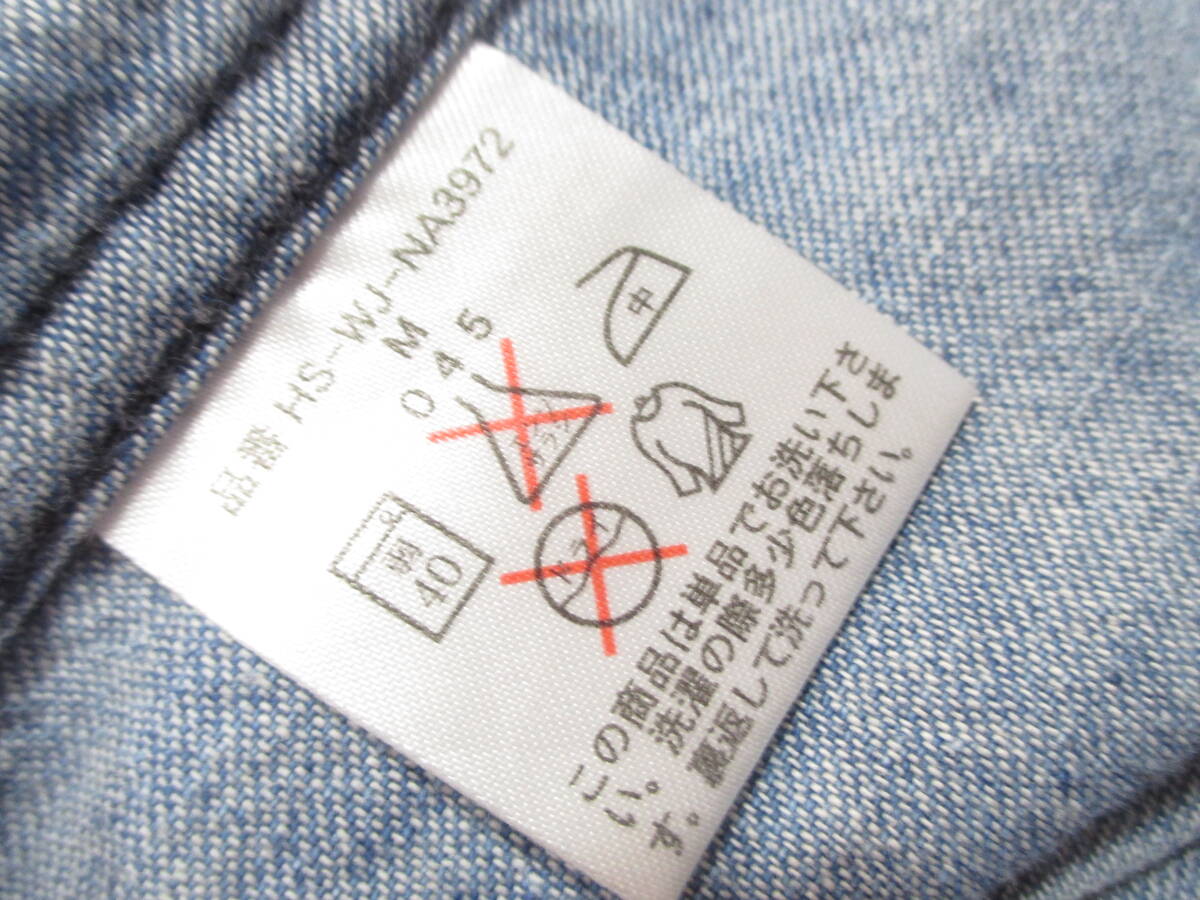 品番 HS-WJ-NA3972
M
045
中
弱
40
この商品は単品でお洗い下さ
い。洗濯の際多少色落ちしま
す。裏返して洗って下さい。